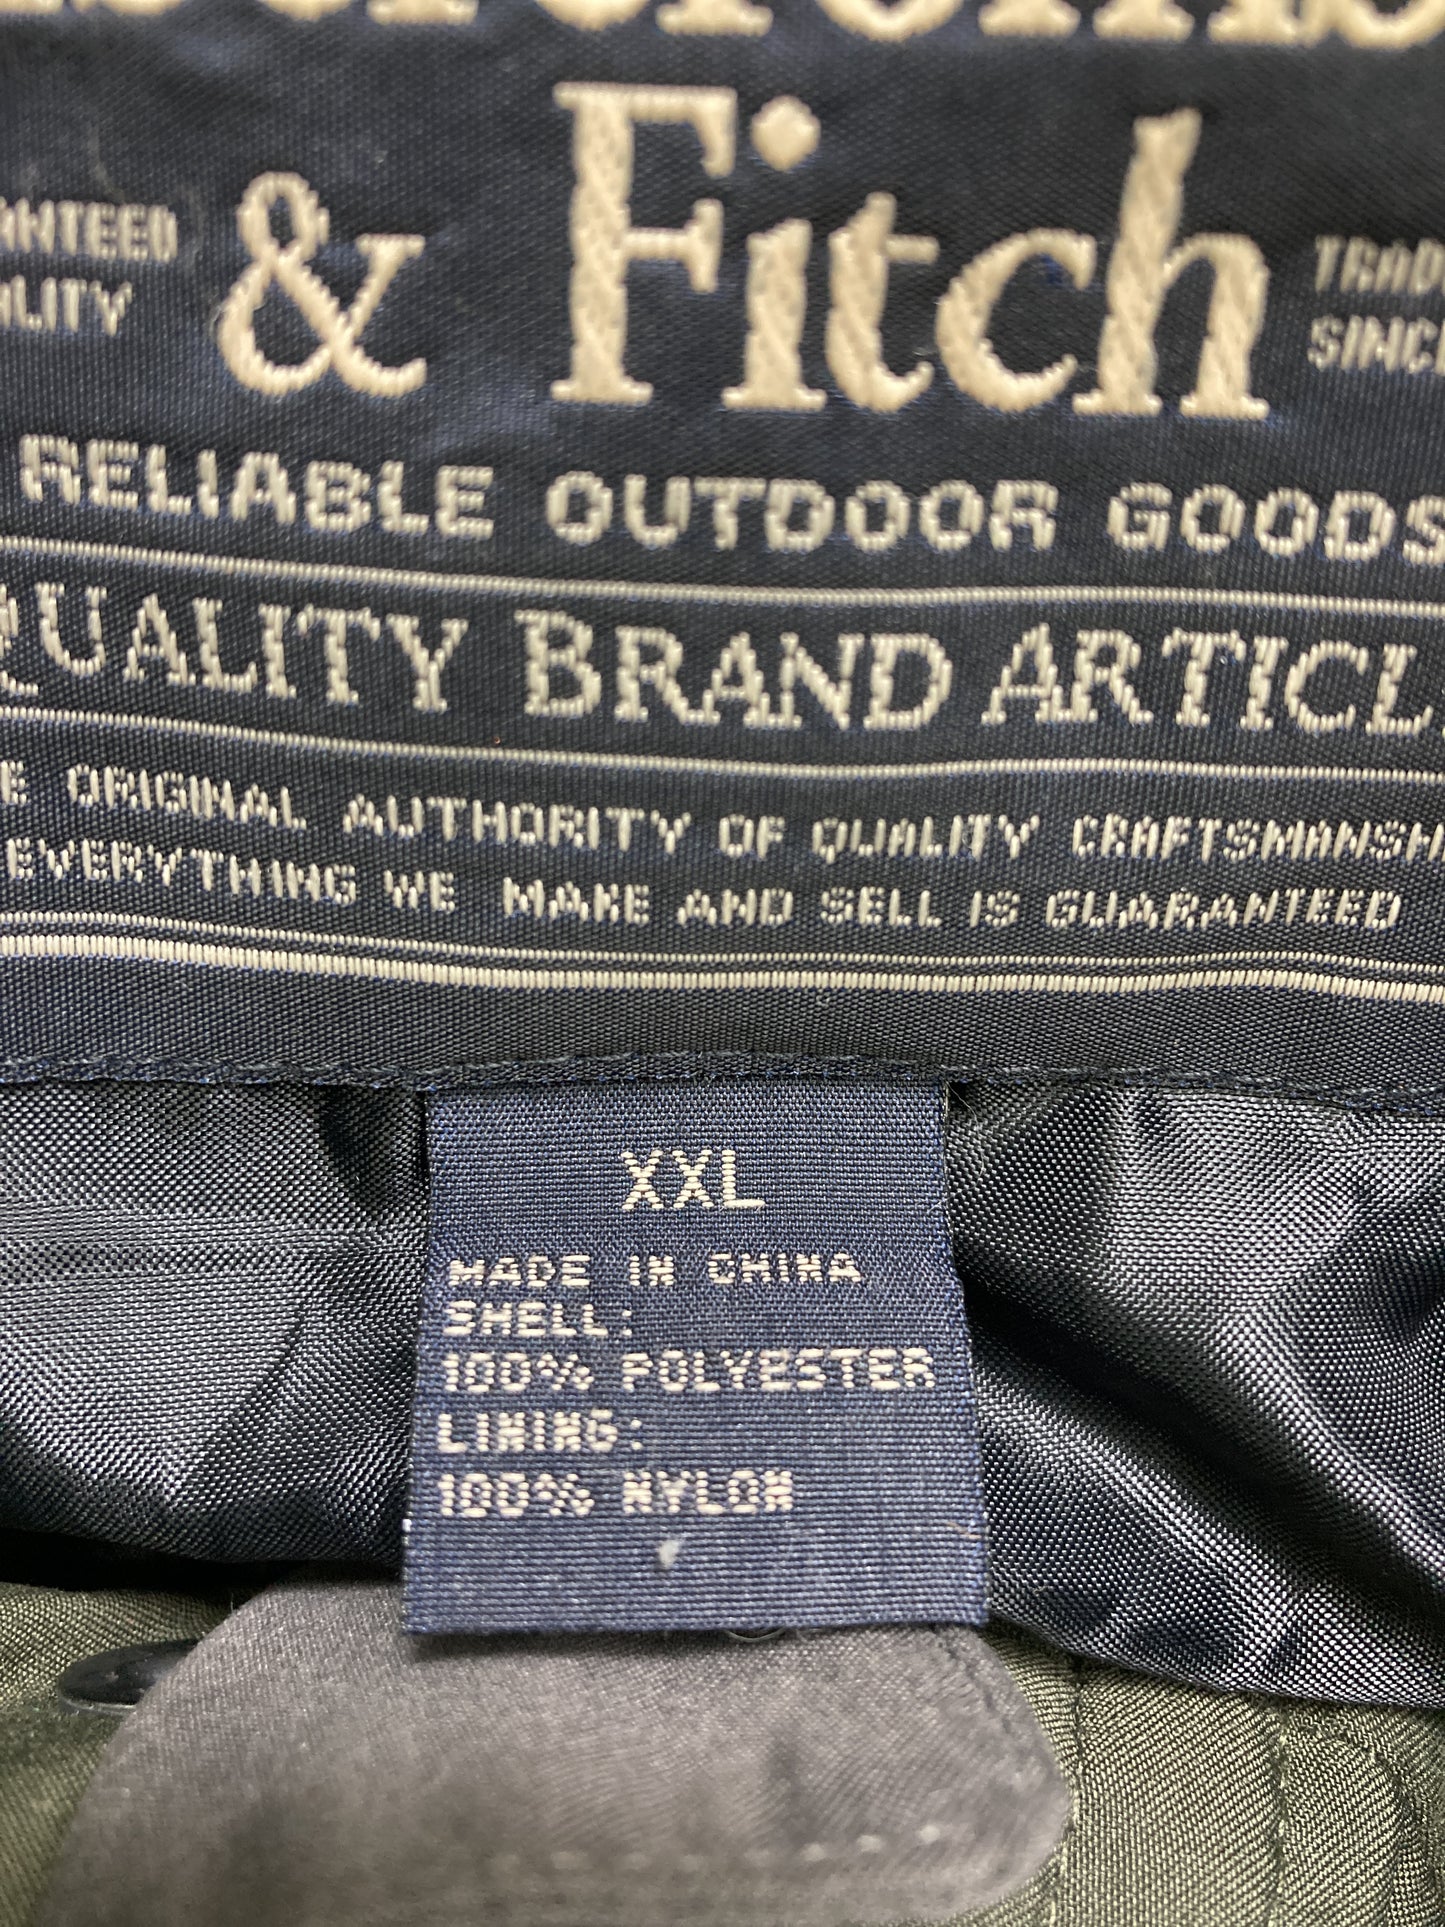 & Fitch
RELIABLE OUTDOOR GOODS
QUALITY BRAND ARTICL
ORIGINAL AUTHORITY OF QUALITY CRAFTSMANSH
EVERYTHING WE MAKE AND SELL IS GUARANTEED
XXL
MADE IN CHINA
SHELL:
100% POLYESTER
LINING:
100% NYLON